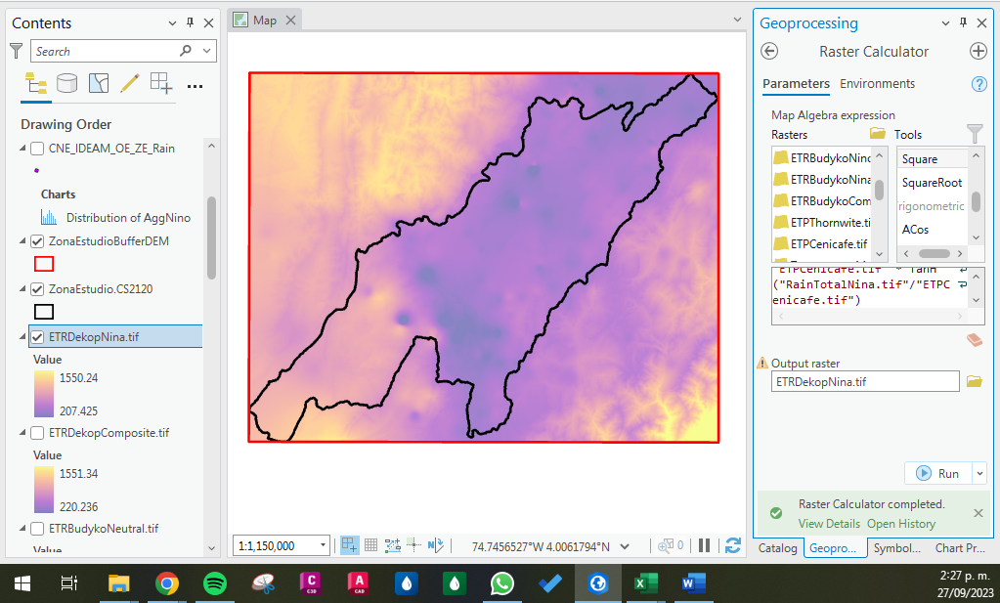 Contents
Search
Drawing Order
CNE_IDEAM_OE_ZE_Rain
Charts
Distribution of AggNino
ZonaEstudioBufferDEM
ZonaEstudio.CS2120
ETRDekopNina.tif
Value
1550.24
207.425
ETRDekopComposite.tif
Value
1551.34
220.236
ETRBudykoNeutral.tif
Value
Map
1:1,150,000
74.7456527°W 4.0061794°N
0
Geoprocessing
Raster Calculator
Parameters Environments
Map Algebra expression
Rasters Tools
ETRBudykoNino
ETRBudykoNina
ETRBudykoCom
ETPThornwite.ti
ETPCenicafe.tif
Square
SquareRoot
rigonometric
ACos
"ETPCenicafe.tif" * TanH
("RainTotalNina.tif"/"ETPC
enicafe.tif")
Output raster
ETRDekopNina.tif
Run
Raster Calculator completed.
View Details Open History
Catalog Geopro... Symbol... Chart Pr...
C
C3D
A
CAD
2:27 p. m.
27/09/2023